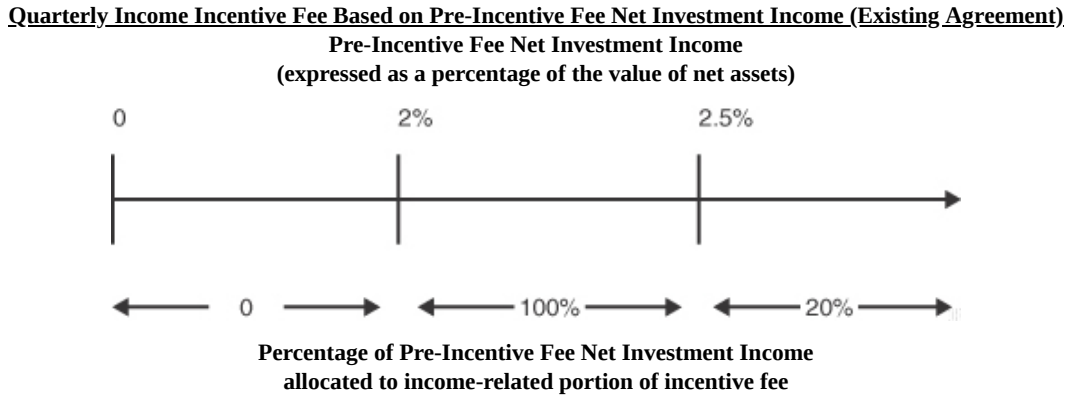 Quarterly Income Incentive Fee Based on Pre-Incentive Fee Net Investment Income (Existing Agreement)
Pre-Incentive Fee Net Investment Income
(expressed as a percentage of the value of net assets)
0 2% 2.5%
0 100% 20%
Percentage of Pre-Incentive Fee Net Investment Income
allocated to income-related portion of incentive fee